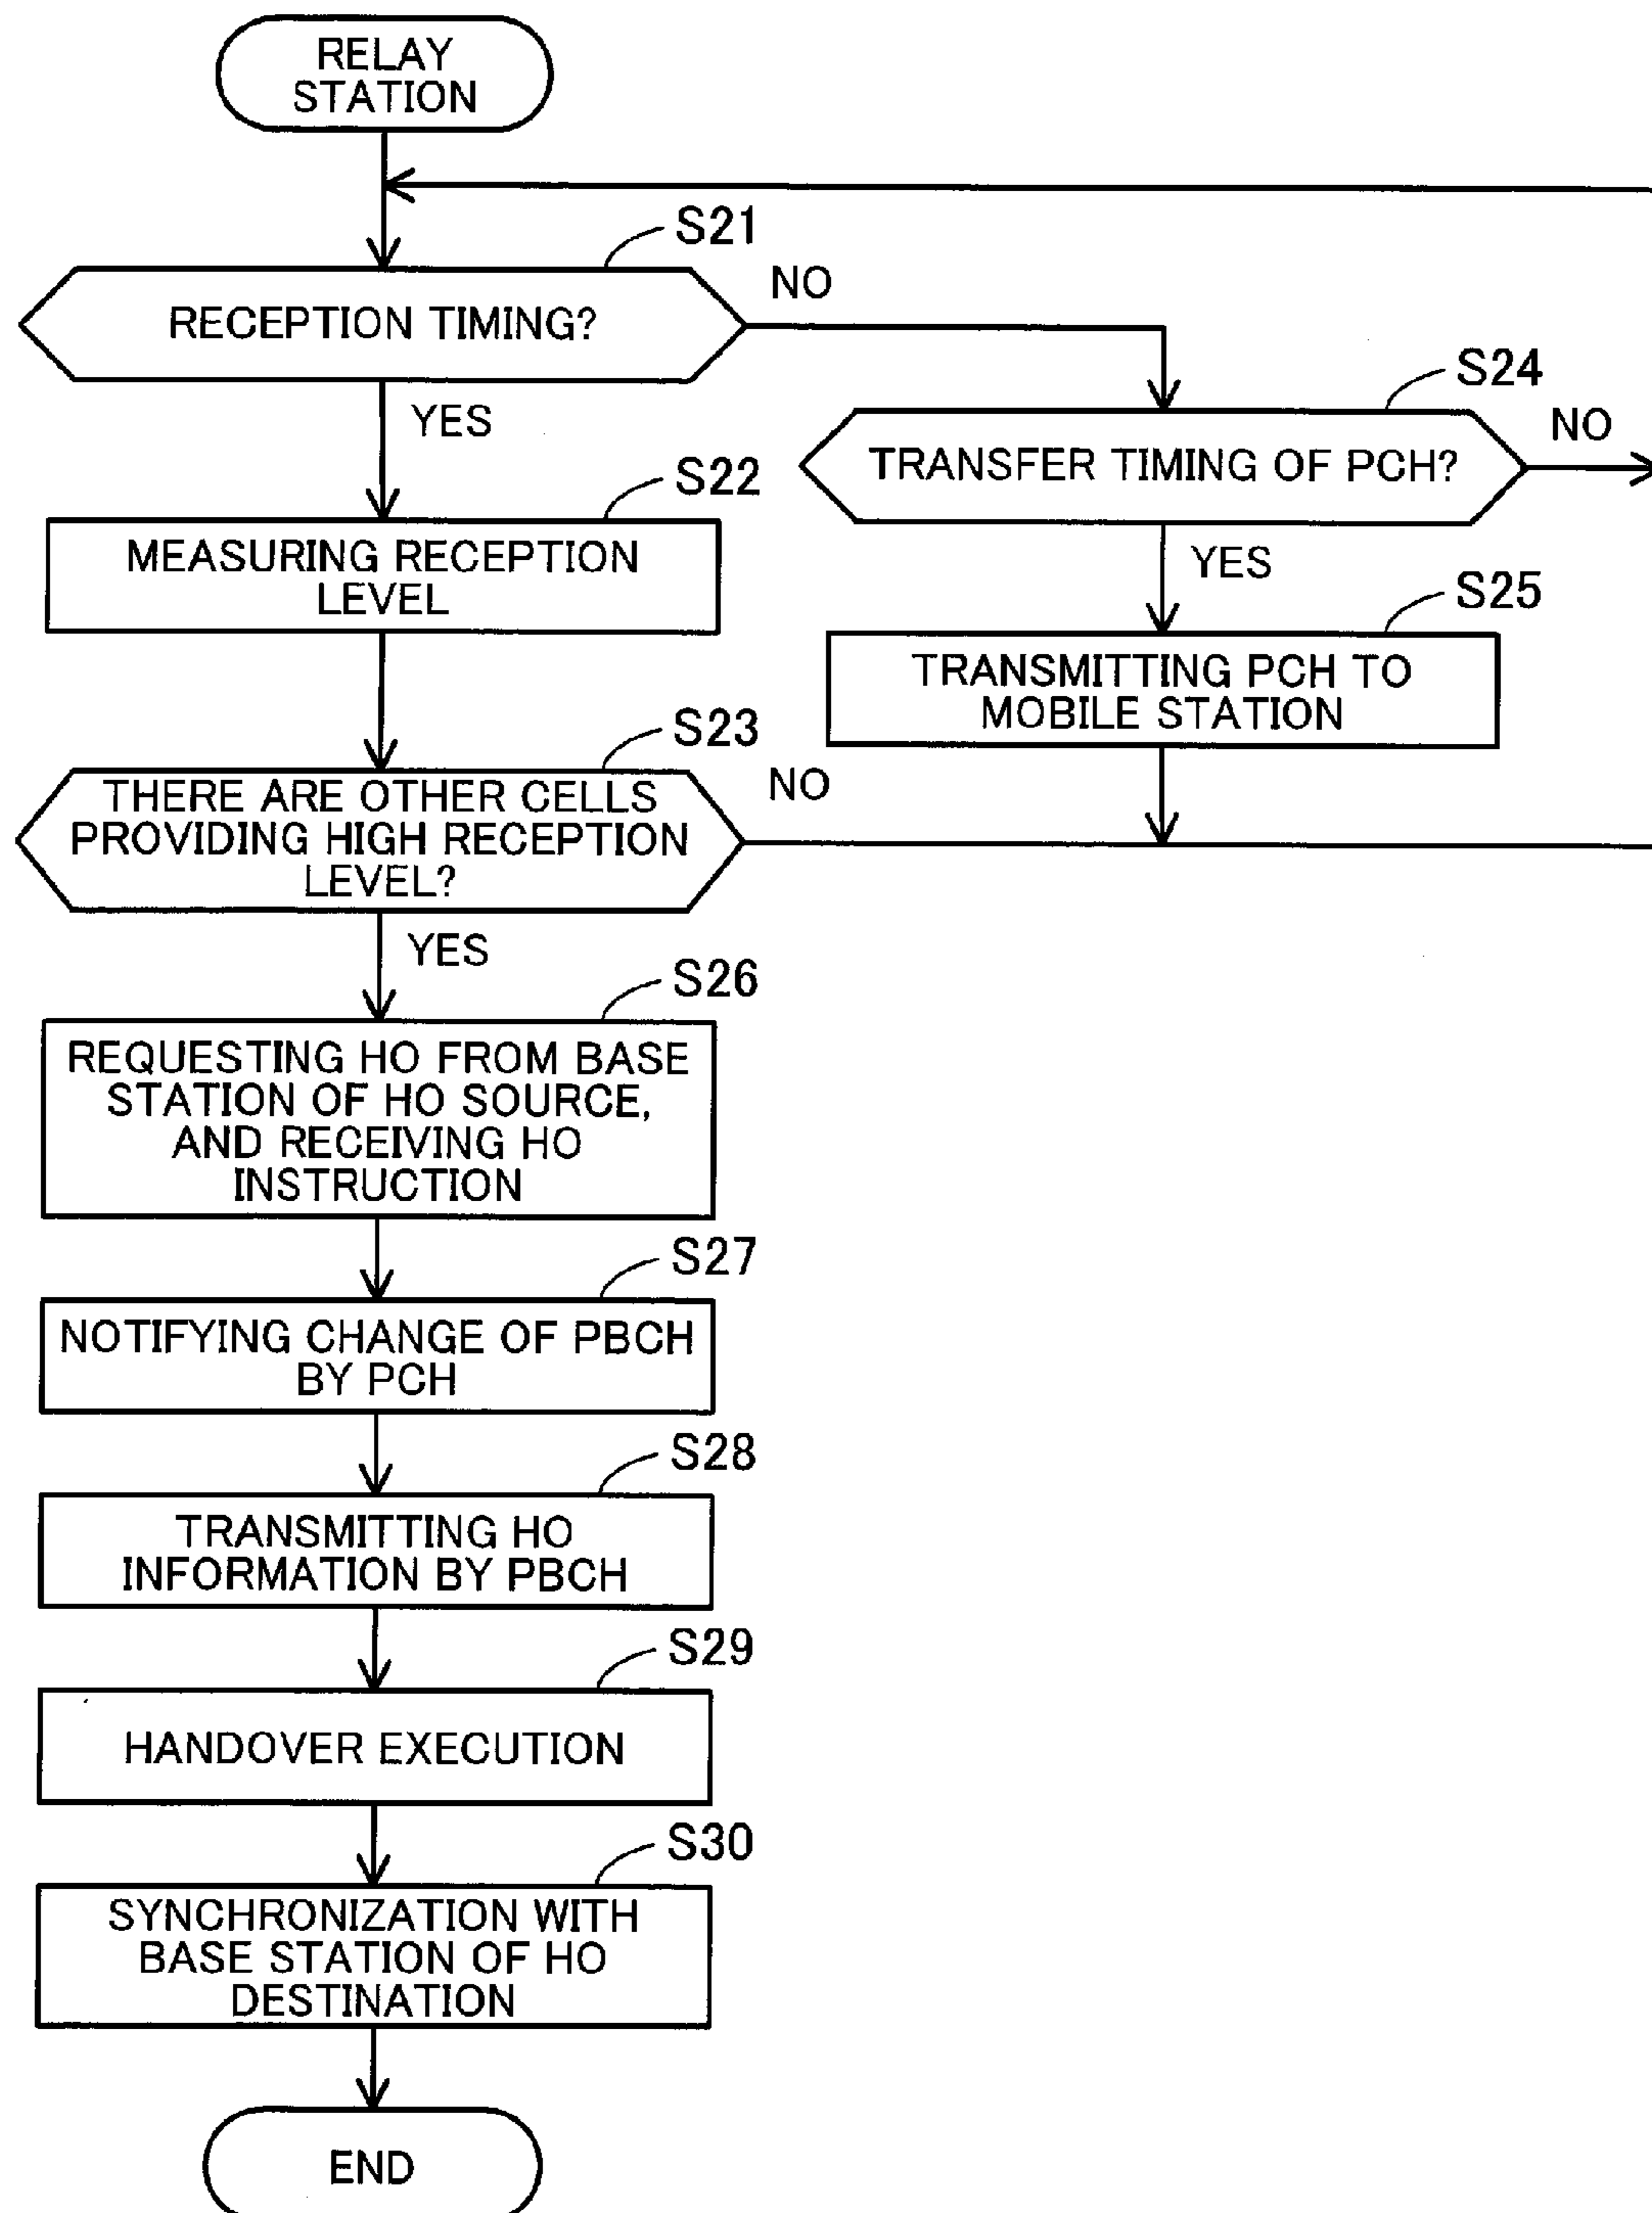 RELAY
STATION
S21
RECEPTION TIMING?
NO
YES
S24
TRANSFER TIMING OF PCH?
NO
YES
S22
MEASURING RECEPTION
LEVEL
S25
TRANSMITTING PCH TO
MOBILE STATION
S23
THERE ARE OTHER CELLS
PROVIDING HIGH RECEPTION
LEVEL?
NO
YES
S26
REQUESTING HO FROM BASE
STATION OF HO SOURCE,
AND RECEIVING HO
INSTRUCTION
S27
NOTIFYING CHANGE OF PBCH
BY PCH
S28
TRANSMITTING HO
INFORMATION BY PBCH
S29
HANDOVER EXECUTION
S30
SYNCHRONIZATION WITH
BASE STATION OF HO
DESTINATION
END